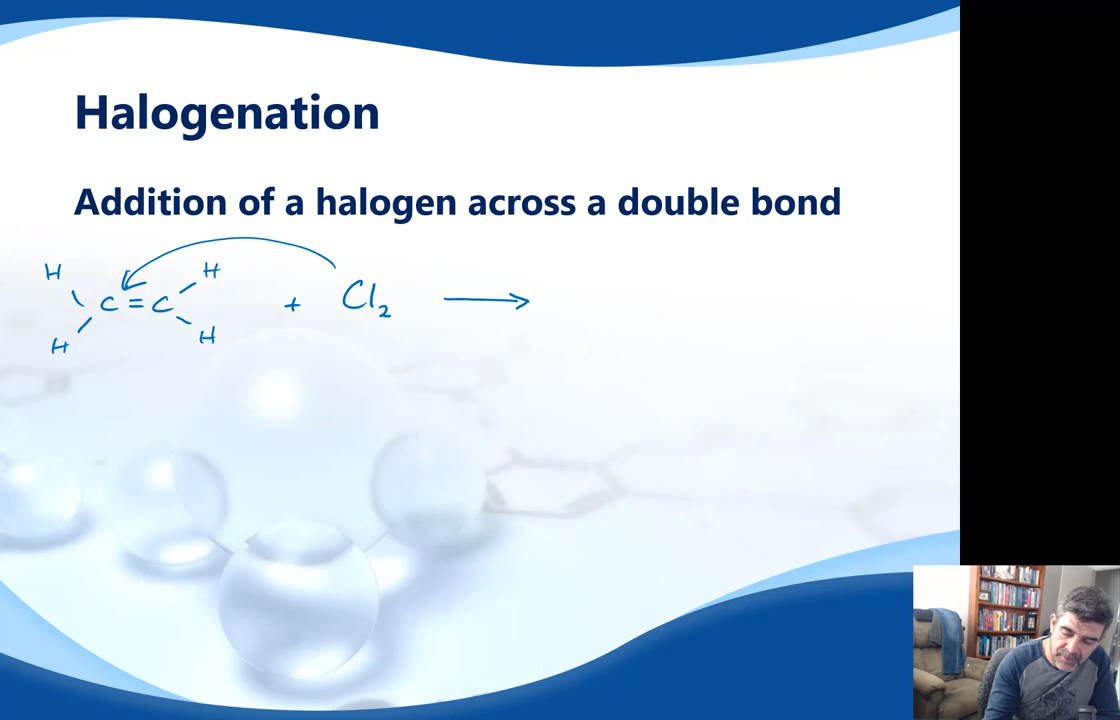 Halogenation
Addition of a halogen across a double bond
H H
C = C + Cl2 →
H H